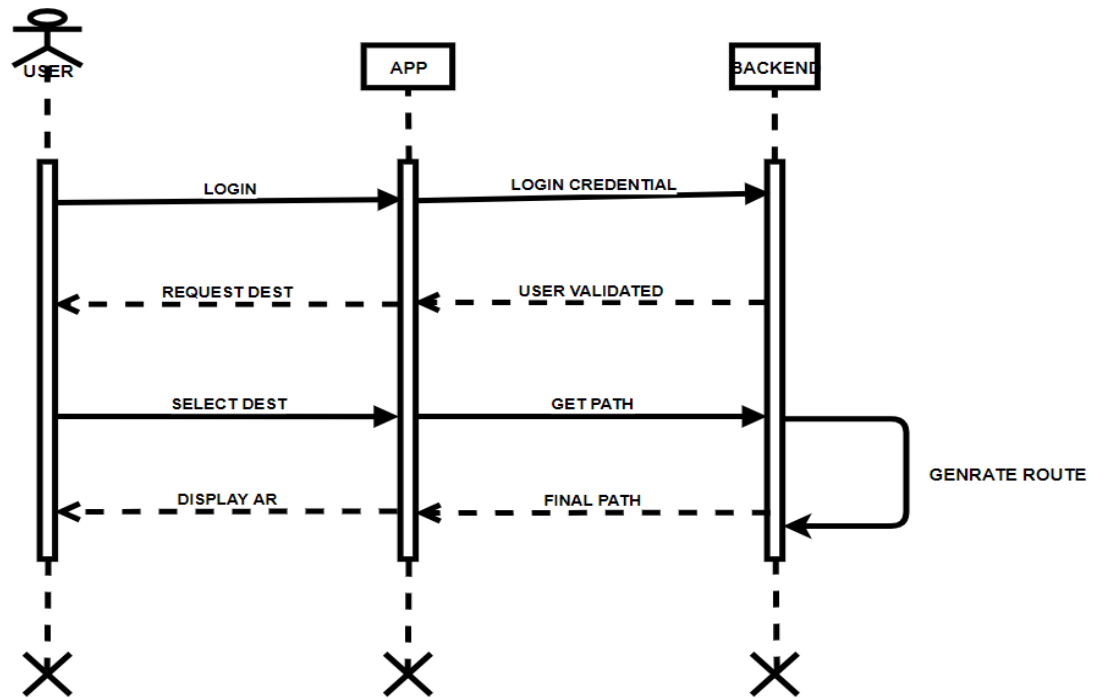 USER
APP
BACKEND
LOGIN
LOGIN CREDENTIAL
REQUEST DEST
USER VALIDATED
SELECT DEST
GET PATH
GENRATE ROUTE
DISPLAY AR
FINAL PATH